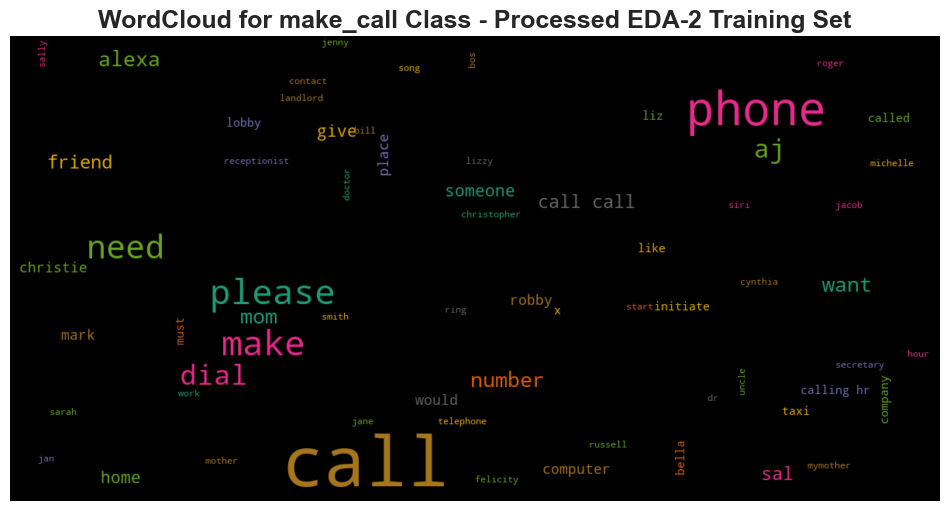 WordCloud for make_call Class - Processed EDA-2 Training Set
sally
alexa
jenny
song
bos
roger
contact
landlord
lobby
give
bill
phone
liz
called
friend
receptionist
doctor
place
lizzy
aj
michelle
someone
christopher
call call
siri
jacob
need
like
christie
please
mom
smith
ring
robby
x
start
initiate
cynthia
want
mark
must
make
hour
dial
work
number
would
secretary
uncle
calling hr
company
dr
taxi
sarah
jane
telephone
call
russell
jan
mother
home
felicity
computer
bella
sal
mymother